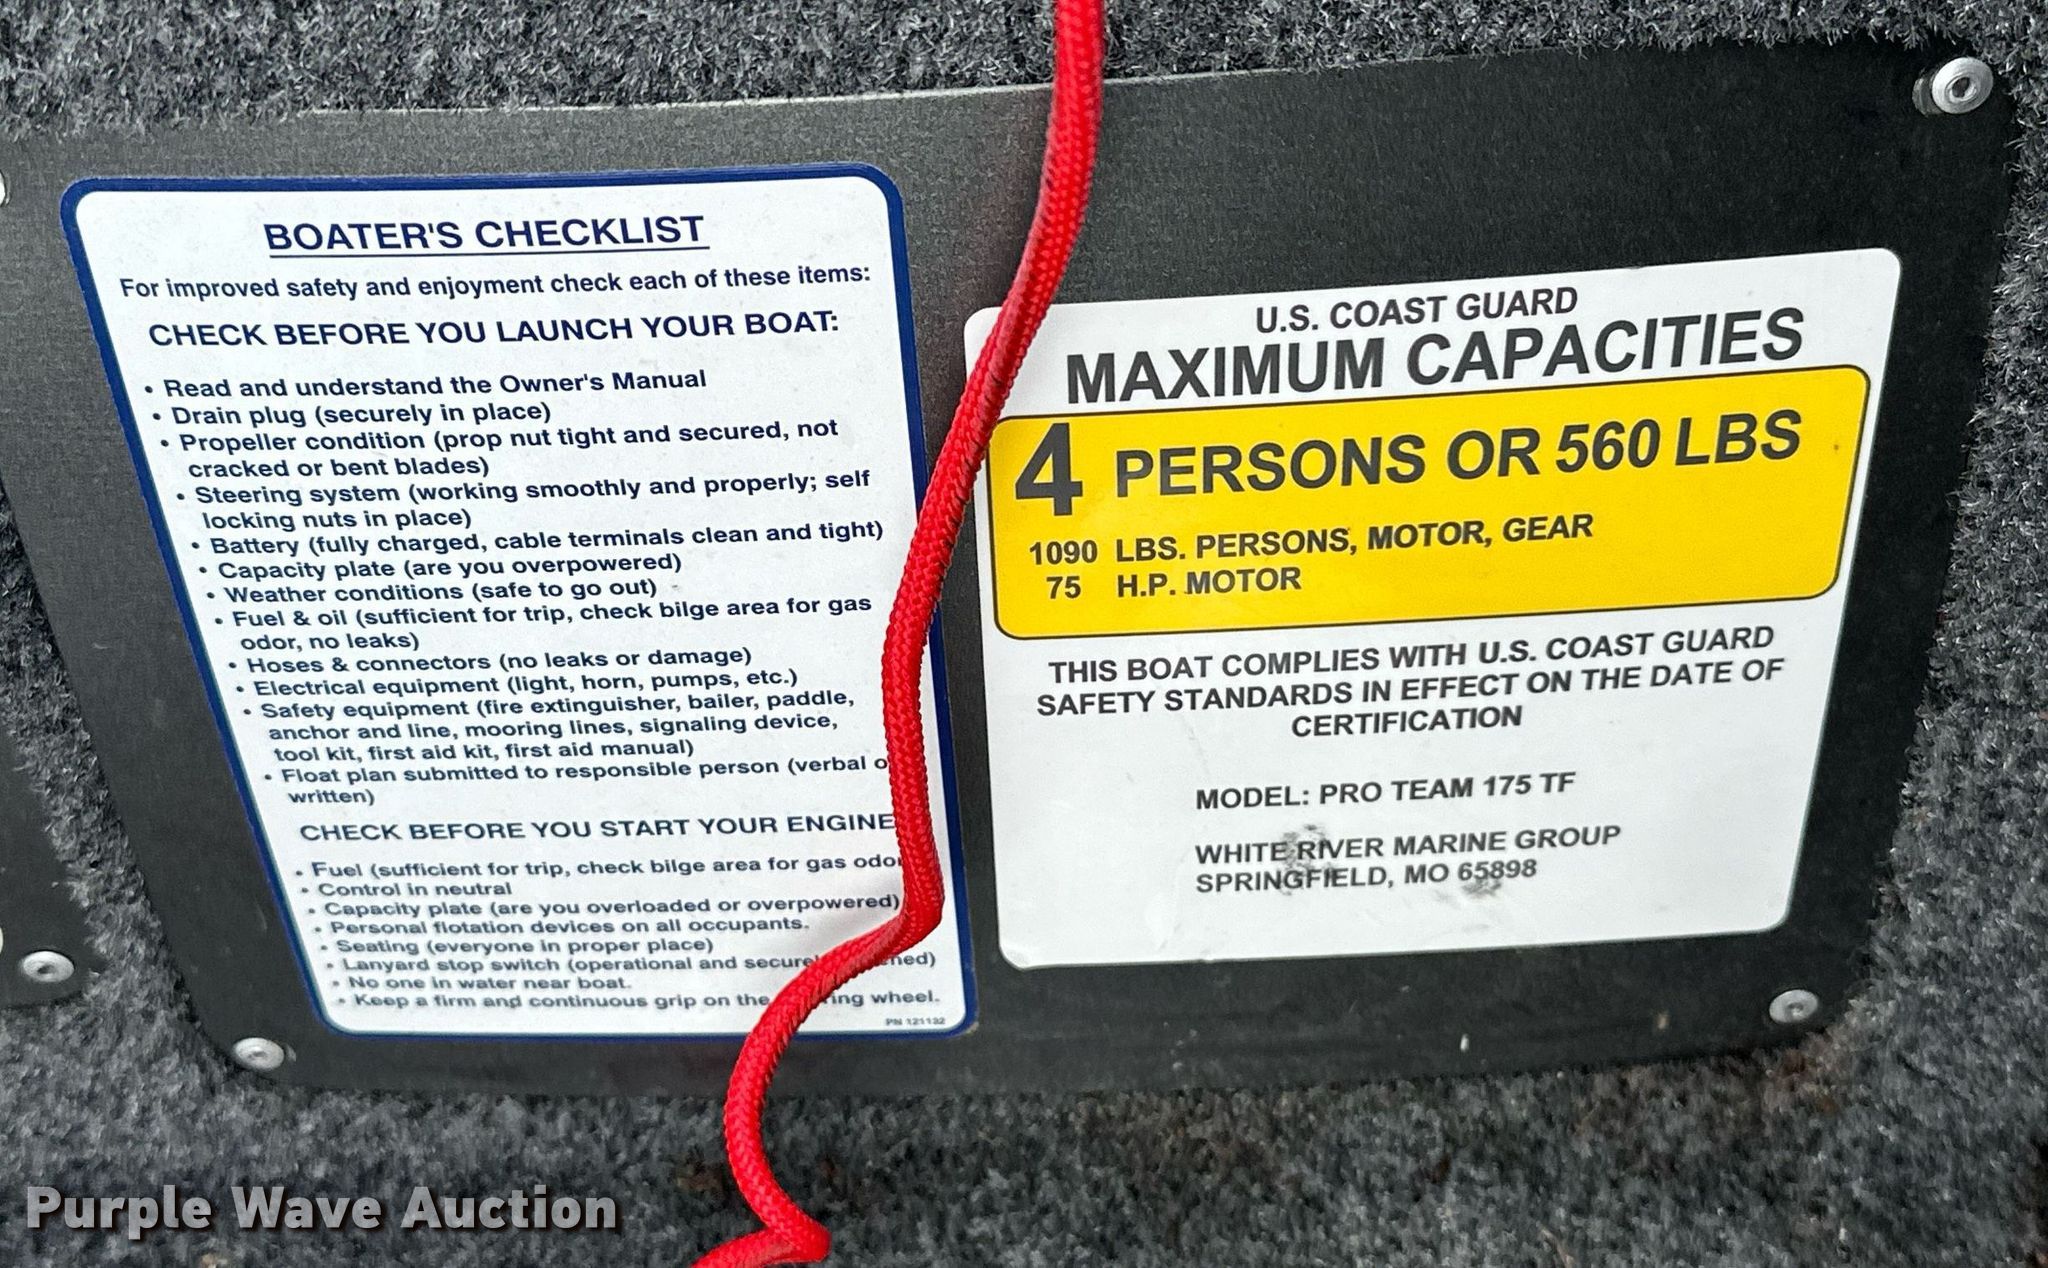 BOATER'S CHECKLIST
For improved safety and enjoyment check each of these items:
CHECK BEFORE YOU LAUNCH YOUR BOAT:
• Read and understand the Owner's Manual
• Drain plug (securely in place)
• Propeller condition (prop nut tight and secured, not
cracked or bent blades)
• Steering system (working smoothly and properly; self
locking nuts in place)
• Battery (fully charged, cable terminals clean and tight)
• Capacity plate (are you overpowered)
• Weather conditions (safe to go out)
• Fuel & oil (sufficient for trip, check bilge area for gas
odor, no leaks)
• Hoses & connectors (no leaks or damage)
• Electrical equipment (light, horn, pumps, etc.)
• Safety equipment (fire extinguisher, bailer, paddle,
anchor and line, mooring lines, signaling device,
tool kit, first aid kit, first aid manual)
• Float plan submitted to responsible person (verbal
written)
CHECK BEFORE YOU START YOUR ENGINE
• Fuel (sufficient for trip, check bilge area for gas
• Control in neutral
• Capacity plate (are you overloaded or overpowered)
• Personal flotation devices on all occupants.
• Seating (everyone in proper place)
• Lanyard stop switch (operational and
• No one in water near boat.
• Keep a firm and continuous grip on the wheel.
PN 121132
U.S. COAST GUARD
MAXIMUM CAPACITIES
4 PERSONS OR 560 LBS
1090 LBS. PERSONS, MOTOR, GEAR
75 H.P. MOTOR
THIS BOAT COMPLIES WITH U.S. COAST GUARD
SAFETY STANDARDS IN EFFECT ON THE DATE OF
CERTIFICATION
MODEL: PRO TEAM 175 TF
WHITE RIVER MARINE GROUP
SPRINGFIELD, MO 65898
Purple Wave Auction